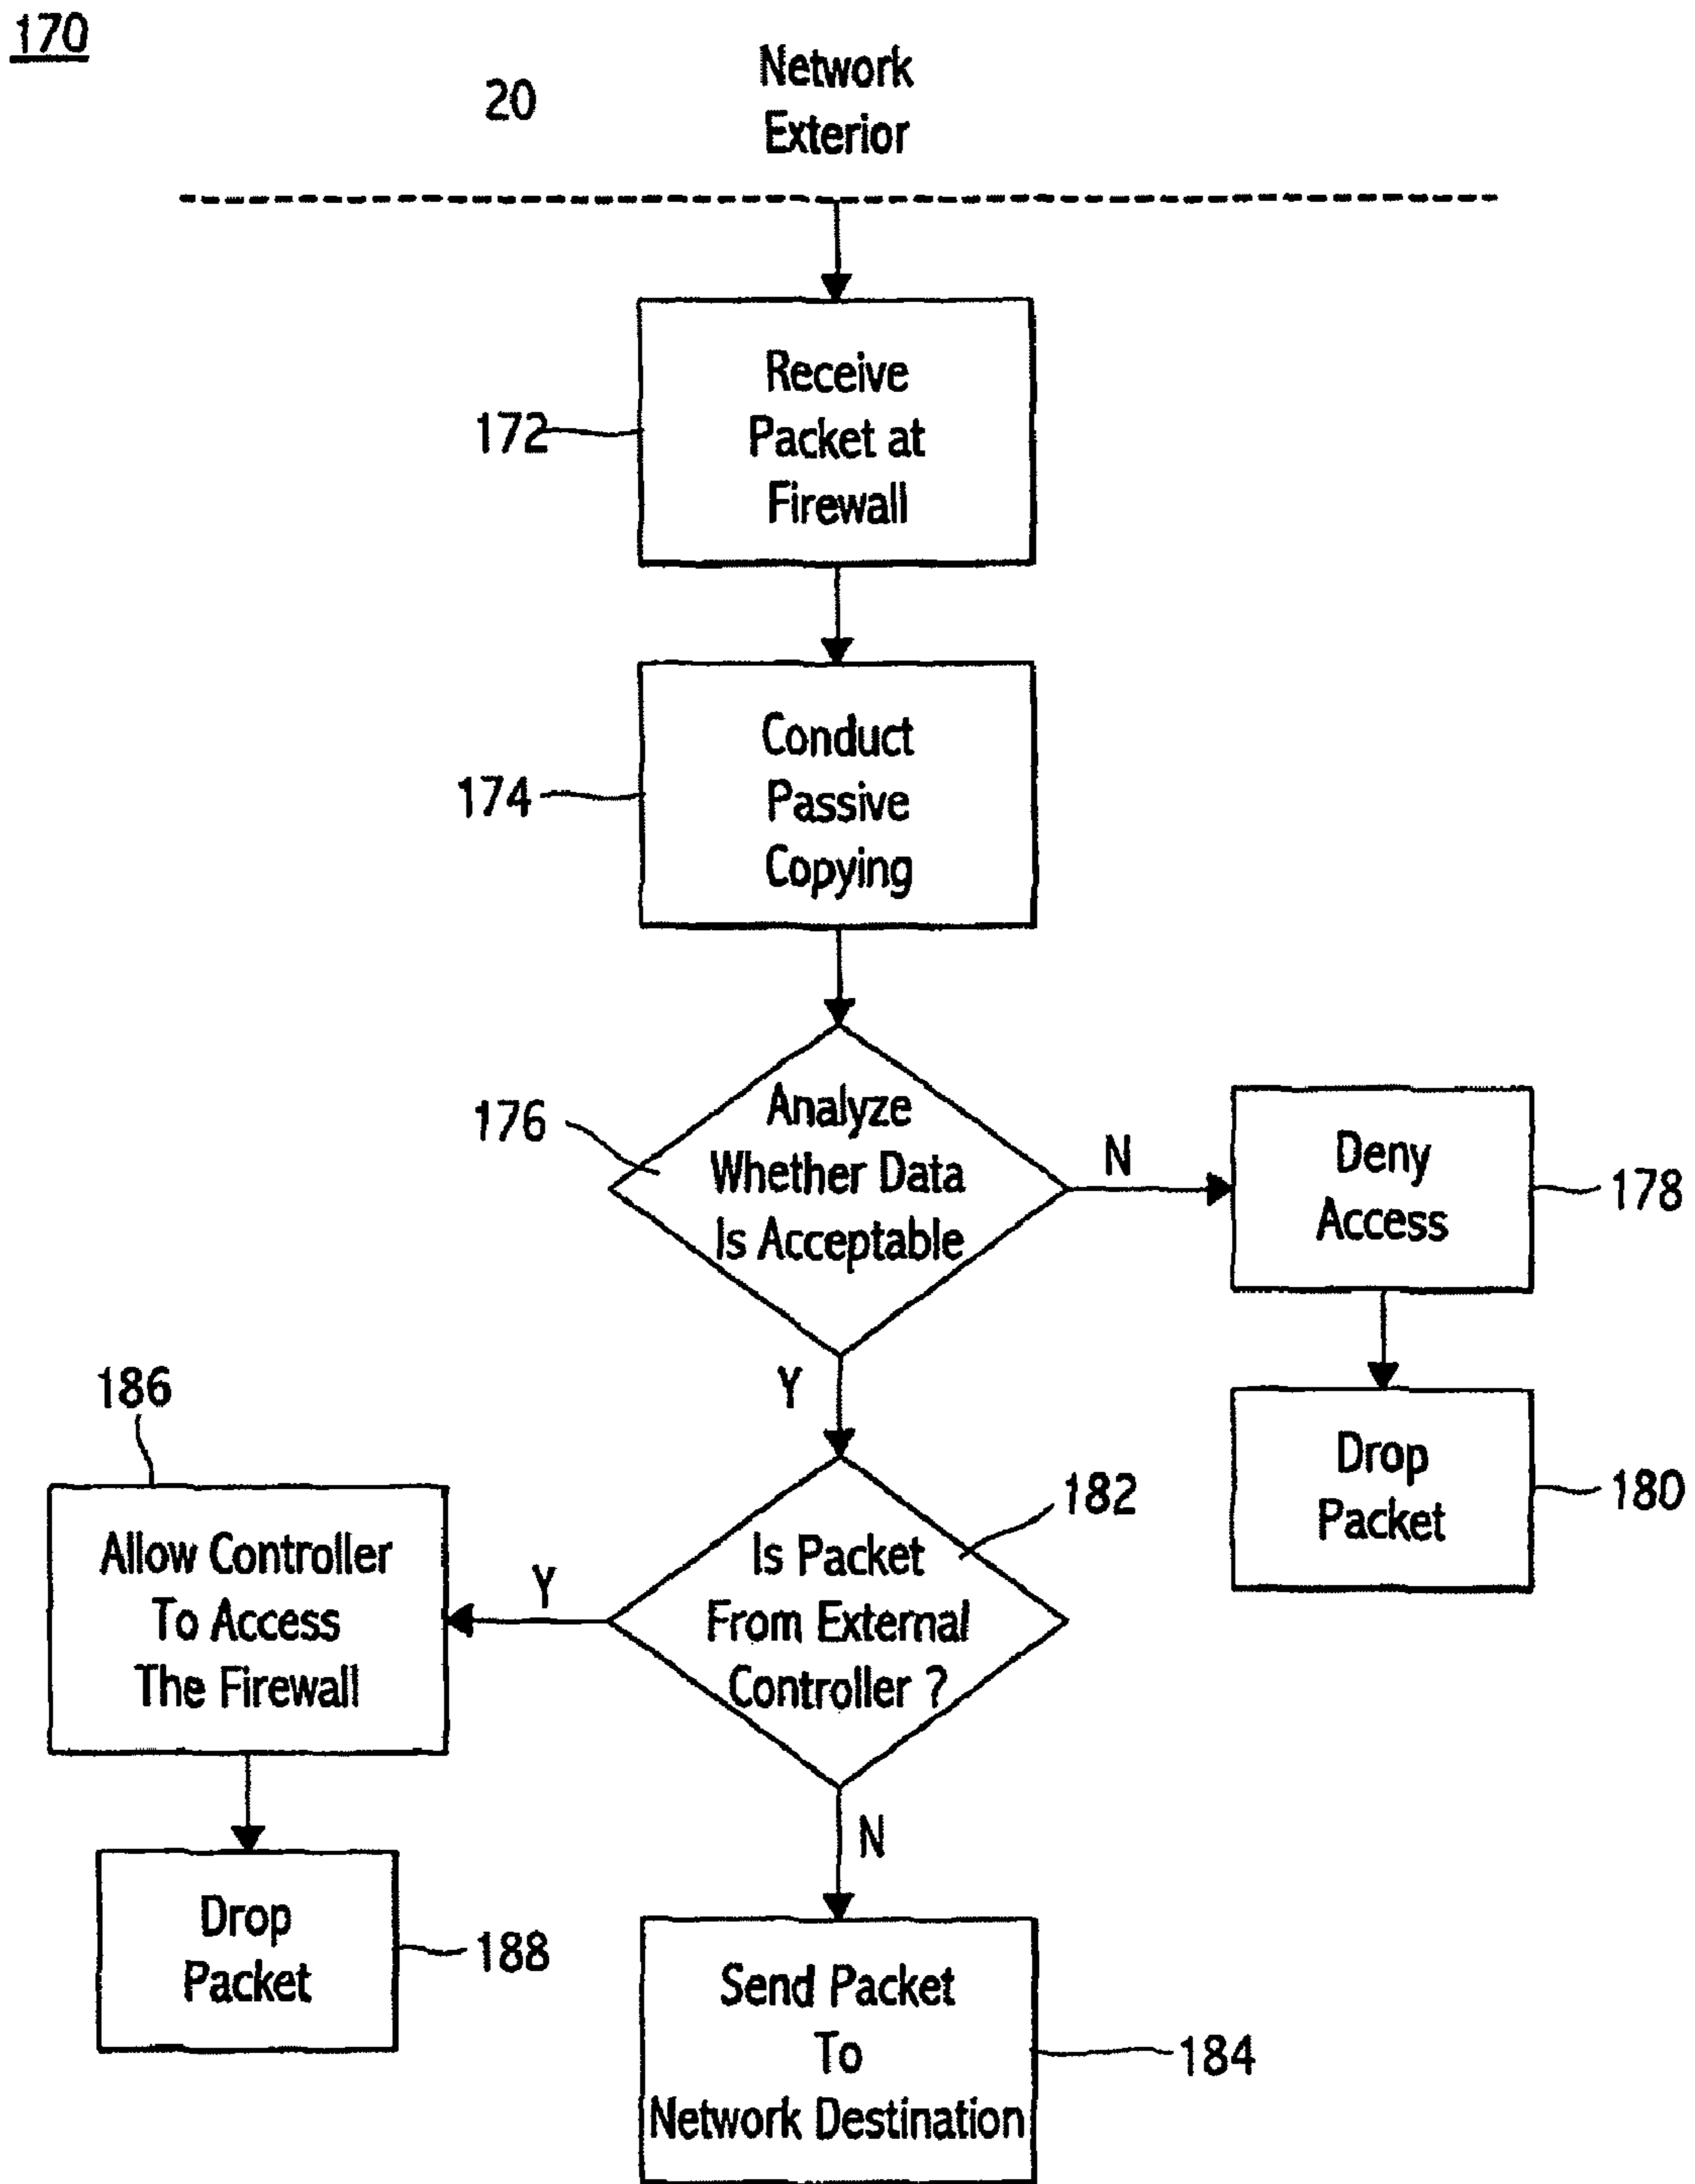 170
20
Network
Exterior
Receive
Packet at
Firewall
172
Conduct
Passive
Copying
174
Analyze
Whether Data
Is Acceptable
176
N
Deny
Access
178
Y
Drop
Packet
180
186
Allow Controller
To Access
The Firewall
Y
Is Packet
From External
Controller ?
182
N
Drop
Packet
188
Send Packet
To
Network Destination
184